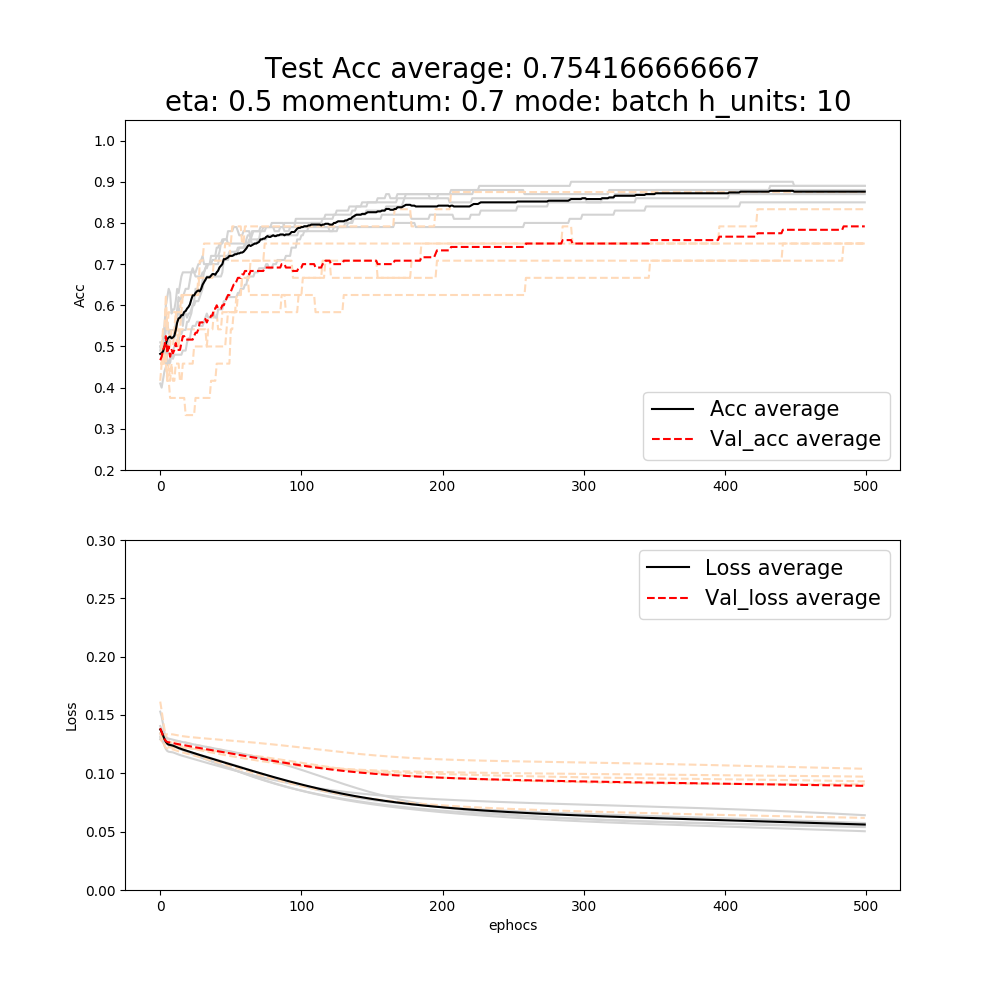 Test Acc average: 0.754166666667
eta: 0.5 momentum: 0.7 mode: batch h_units: 10
1.0
0.9
0.8
0.7
0.6
0.5
0.4
0.3
0.2
Acc
Acc average
Val_acc average
0 100 200 300 400 500
0.30
0.25
0.20
0.15
0.10
0.05
0.00
Loss
Loss average
Val_loss average
0 100 200 300 400 500
ephocs